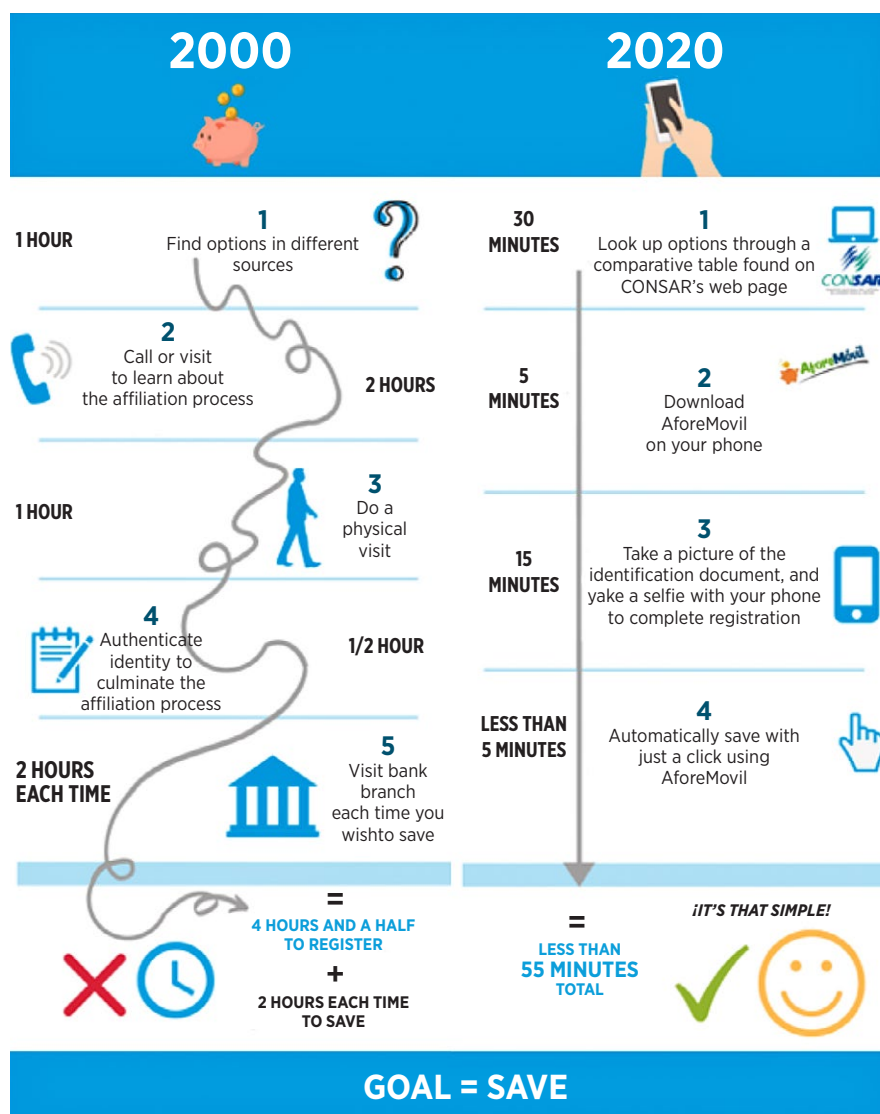 2000
1 HOUR
1
Find options in different
sources
2
Call or visit
to learn about
the affiliation process
2 HOURS
1 HOUR
3
Do a
physical
visit
4
Authenticate
identity to
culminate the
affiliation process
1/2 HOUR
2 HOURS
EACH TIME
5
Visit bank
branch
each time you
wishto save
=
4 HOURS AND A HALF
TO REGISTER
+
2 HOURS EACH TIME
TO SAVE
2020
30
MINUTES
1
Look up options through a
comparative table found on
CONSAR's web page
CONSAR
5
MINUTES
2
Download
AforeMovil
on your phone
AforeMóvil
15
MINUTES
3
Take a picture of the
identification document, and
yake a selfie with your phone
to complete registration
LESS THAN
5 MINUTES
4
Automatically save with
just a click using
AforeMovil
=
LESS THAN
55 MINUTES
TOTAL
¡IT'S THAT SIMPLE!
GOAL = SAVE